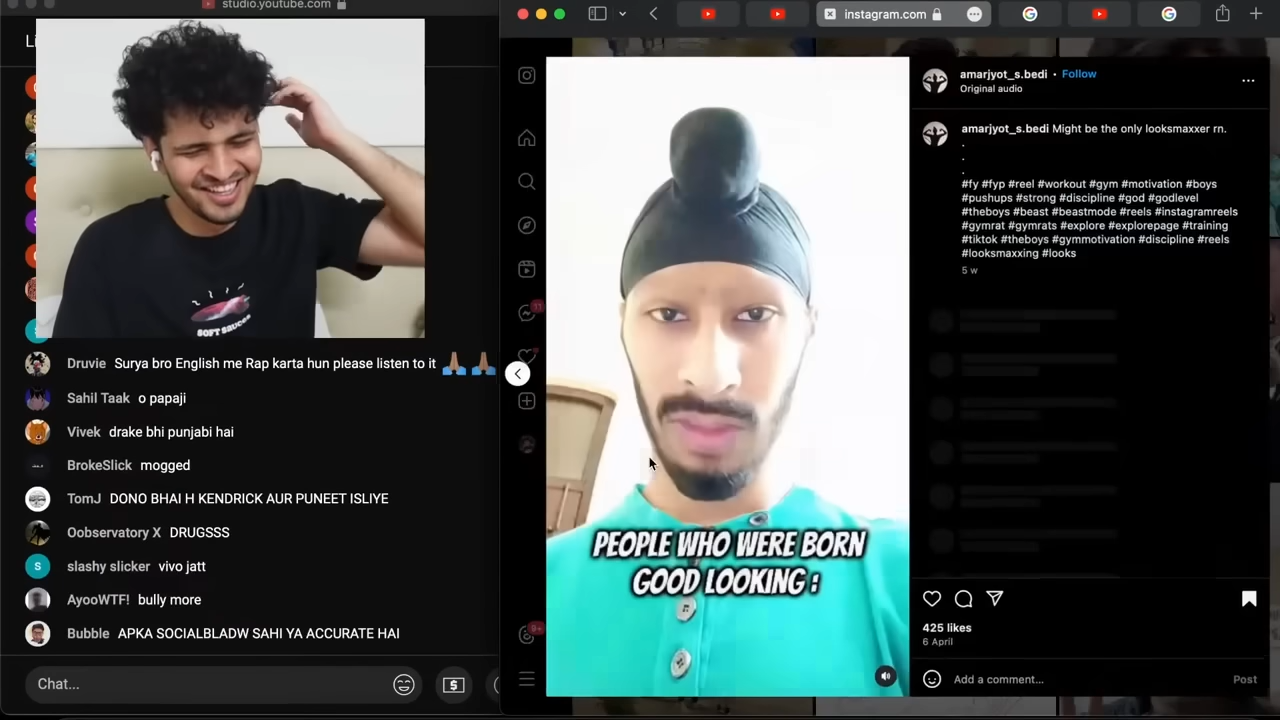 studio.youtube.com
Li
SOFT SAUCES
Druvie Surya bro English me Rap karta hun please listen to it 🙏🏽 🙏🏽
Sahil Taak o papaji
Vivek drake bhi punjabi hai
BrokeSlick mogged
TomJ DONO BHAI H KENDRICK AUR PUNEET ISLIYE
Oobservatory X DRUGSSS
S slashy slicker vivo jatt
AyooWTF! bully more
Bubble APKA SOCIALBLADW SAHI YA ACCURATE HAI
Chat...
instagram.com
11
9+
PEOPLE WHO WERE BORN
GOOD LOOKING :
amarjyot_s.bedi • Follow
Original audio
amarjyot_s.bedi Might be the only looksmaxxer rn.
.
.
.
#fy #fyp #reel #workout #gym #motivation #boys
#pushups #strong #discipline #god #godlevel
#theboys #beast #beastmode #reels #instagramreels
#gymrat #gymrats #explore #explorepage #training
#tiktok #theboys #gymmotivation #discipline #reels
#looksmaxxing #looks
5 w
425 likes
6 April
Add a comment...
Post